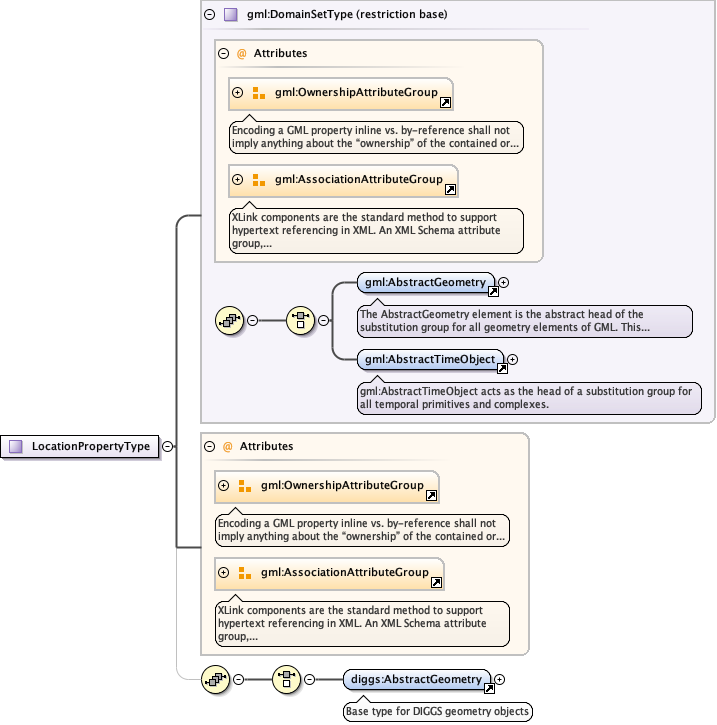 gml:DomainSetType (restriction base)
@ Attributes
gml:OwnershipAttributeGroup
Encoding a GML property inline vs. by-reference shall not
imply anything about the “ownership” of the contained or...
gml:AssociationAttributeGroup
XLink components are the standard method to support
hypertext referencing in XML. An XML Schema attribute
group,...
gml:AbstractGeometry
The AbstractGeometry element is the abstract head of the
substitution group for all geometry elements of GML. This...
gml:AbstractTimeObject
gml:AbstractTimeObject acts as the head of a substitution group for
all temporal primitives and complexes.
LocationPropertyType
@ Attributes
gml:OwnershipAttributeGroup
Encoding a GML property inline vs. by-reference shall not
imply anything about the “ownership” of the contained or...
gml:AssociationAttributeGroup
XLink components are the standard method to support
hypertext referencing in XML. An XML Schema attribute
group,...
diggs:AbstractGeometry
Base type for DIGGS geometry objects